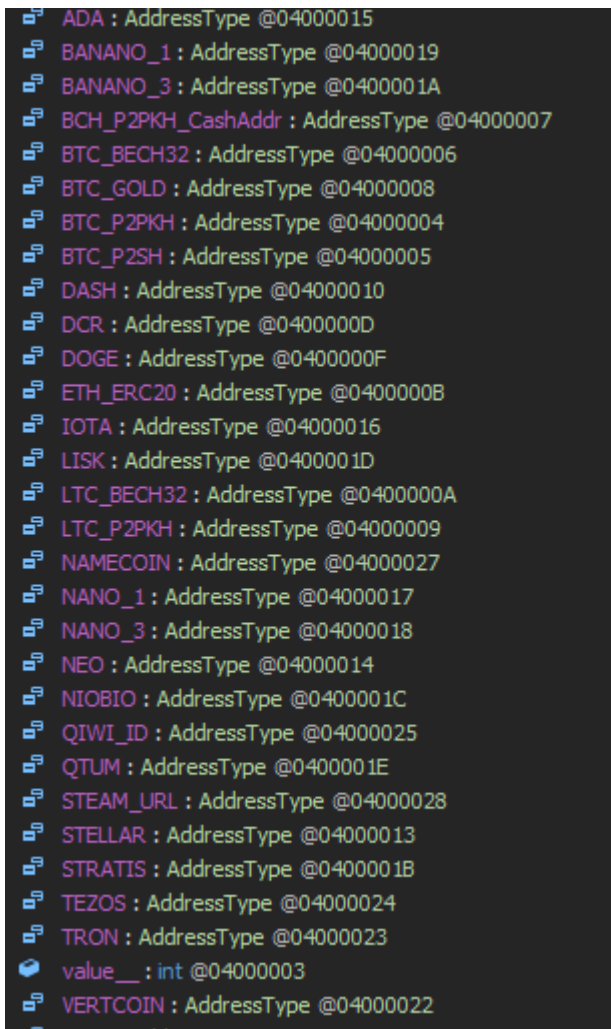 ADA : AddressType @04000015
BANANO_1 : AddressType @04000019
BANANO_3 : AddressType @0400001A
BCH_P2PKH_CashAddr : AddressType @04000007
BTC_BECH32 : AddressType @04000006
BTC_GOLD : AddressType @04000008
BTC_P2PKH : AddressType @04000004
BTC_P2SH : AddressType @04000005
DASH : AddressType @04000010
DCR : AddressType @0400000D
DOGE : AddressType @0400000F
ETH_ERC20 : AddressType @0400000B
IOTA : AddressType @04000016
LISK : AddressType @0400001D
LTC_BECH32 : AddressType @0400000A
LTC_P2PKH : AddressType @04000009
NAMECOIN : AddressType @04000027
NANO_1 : AddressType @04000017
NANO_3 : AddressType @04000018
NEO : AddressType @04000014
NIOBIO : AddressType @0400001C
QIWI_ID : AddressType @04000025
QTUM : AddressType @0400001E
STEAM_URL : AddressType @04000028
STELLAR : AddressType @04000013
STRATIS : AddressType @0400001B
TEZOS : AddressType @04000024
TRON : AddressType @04000023
value__ : int @04000003
VERTCOIN : AddressType @04000022